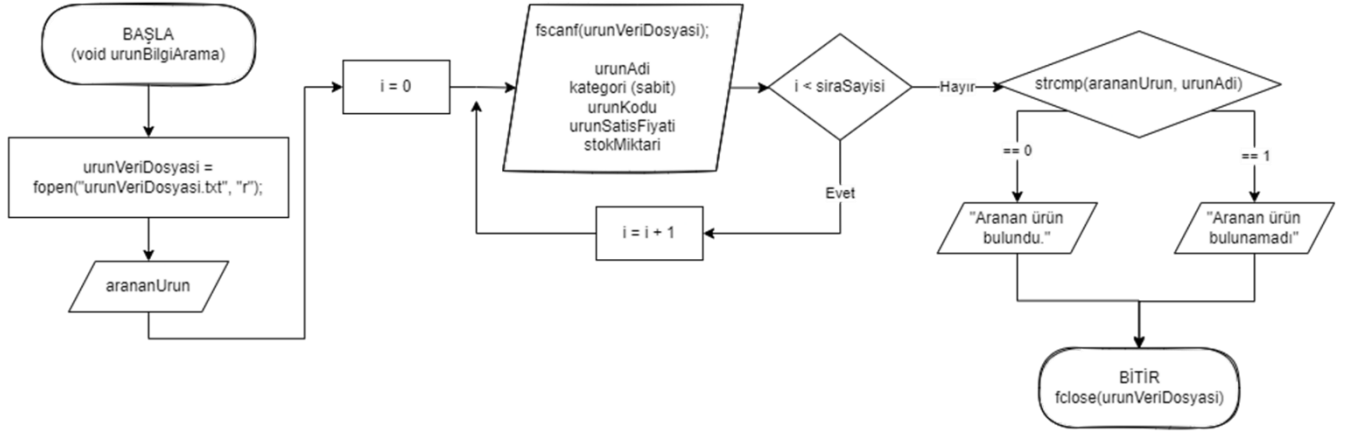 BAŞLA
(void urunBilgiArama)
urunVeriDosyasi =
fopen("urunVeriDosyasi.txt", "r");
arananUrun
i = 0
fscanf(urunVeriDosyasi);
urunAdi
kategori (sabit)
urunKodu
urunSatisFiyati
stokMiktari
i < siraSayisi
Evet
i = i + 1
Hayır
strcmp(arananUrun, urunAdi)
== 0
== 1
"Aranan ürün
bulundu."
"Aranan ürün
bulunamadı"
BİTİR
fclose(urunVeriDosyasi)